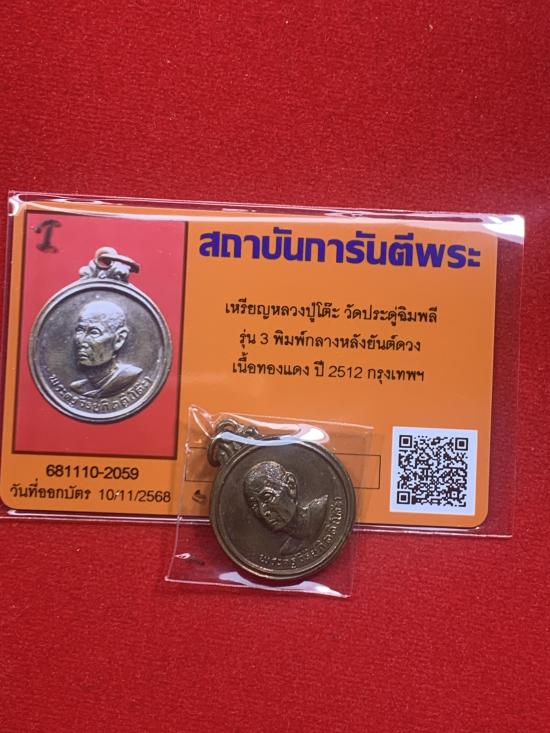 สถาบันการันตีพระ
เหรียญหลวงปู่โต๊ะ วัดประดู่ฉิมพลี
รุ่น 3 พิมพ์กลางหลังยันต์ดวง
เนื้อทองแดง ปี 2512 กรุงเทพฯ
681110-2059
วันที่ออกบัตร 10/11/2568